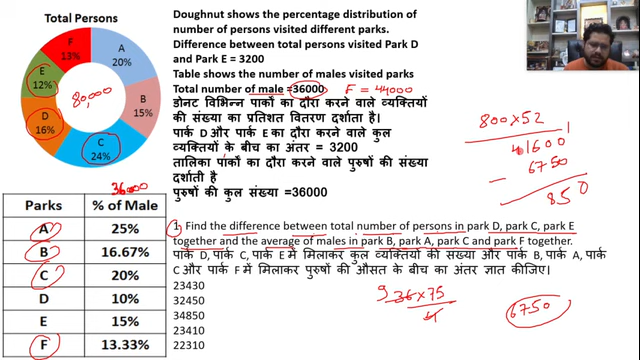 Total Persons
F
13%
A
20%
E
12%
80,000
B
15%
D
16%
C
24%
36000
Parks % of Male
A 25%
B 16.67%
C 20%
D 10%
E 15%
F 13.33%
Doughnut shows the percentage distribution of
number of persons visited different parks.
Difference between total persons visited Park D
and Park E = 3200
Table shows the number of males visited parks
Total number of male =36000 F = 44000
डोनट विभिन्न पार्कों का दौरा करने वाले व्यक्तियों
की संख्या का प्रतिशत वितरण दर्शाता है।
पार्क D और पार्क E का दौरा करने वाले कुल
व्यक्तियों के बीच का अंतर = 3200
तालिका पार्कों का दौरा करने वाले पुरुषों की संख्या
दर्शाती है
पुरुषों की कुल संख्या =36000
800 x 52
41600
6750
850
1. Find the difference between total number of persons in park D, park C, park E
together and the average of males in park B, park A, park C and park F together.
पार्क D, पार्क C, पार्क E में मिलाकर कुल व्यक्तियों की संख्या और पार्क B, पार्क A, पार्क
C और पार्क F में मिलाकर पुरुषों की औसत के बीच का अंतर ज्ञात कीजिए।
23430
32450
34850
23410
22310
9
36 x 75
4
6750